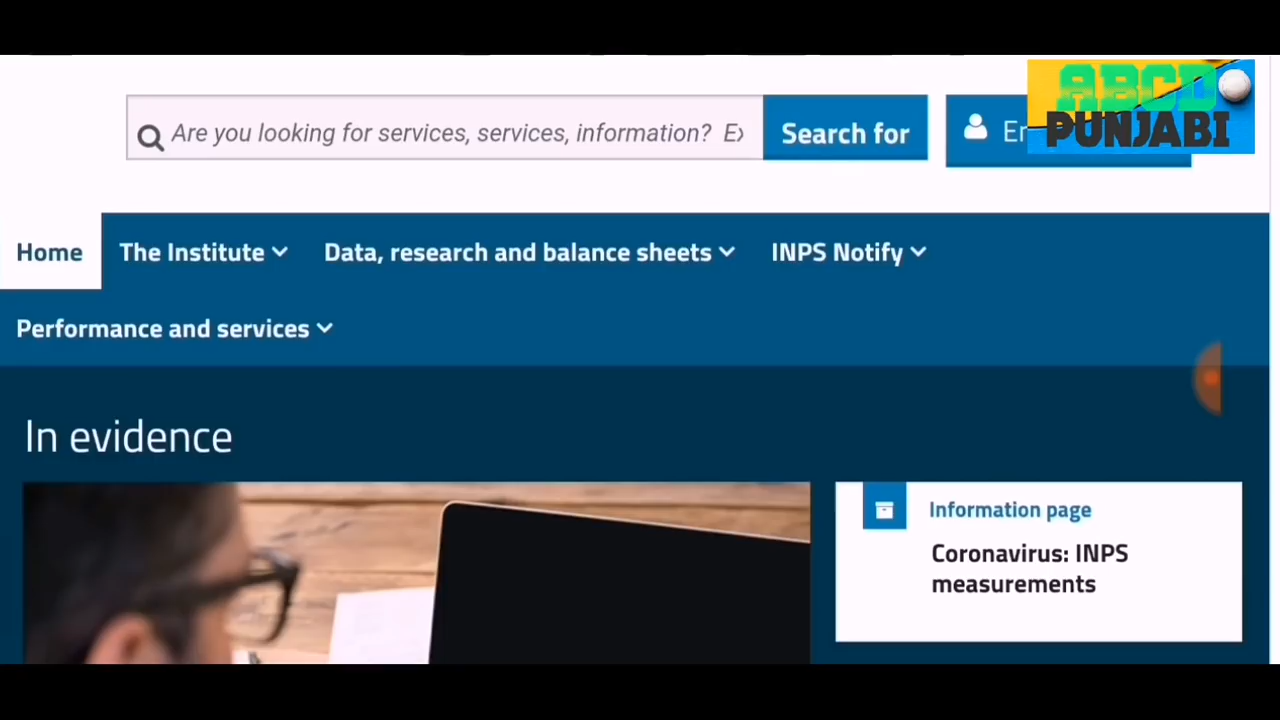 Are you looking for services, services, information?
Search for
ABCD
PUNJABI
Home
The Institute
Data, research and balance sheets
INPS Notify
Performance and services
In evidence
Information page
Coronavirus: INPS
measurements